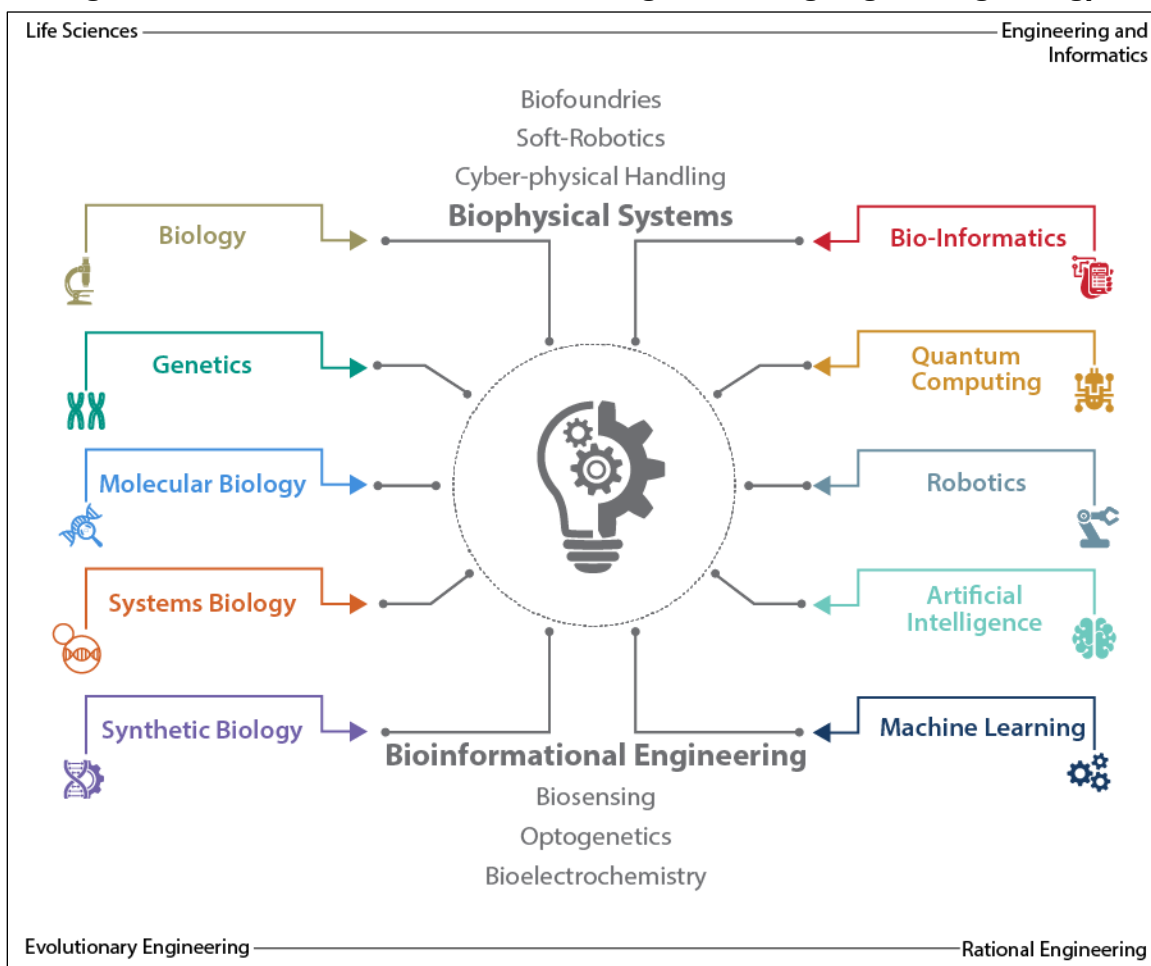 Life Sciences
Engineering and
Informatics
Biofoundries
Soft-Robotics
Cyber-physical Handling
Biophysical Systems
Biology
Bio-Informatics
Genetics
Quantum
Computing
Molecular Biology
Robotics
Systems Biology
Artificial
Intelligence
Synthetic Biology
Machine Learning
Bioinformational Engineering
Biosensing
Optogenetics
Bioelectrochemistry
Evolutionary Engineering
Rational Engineering